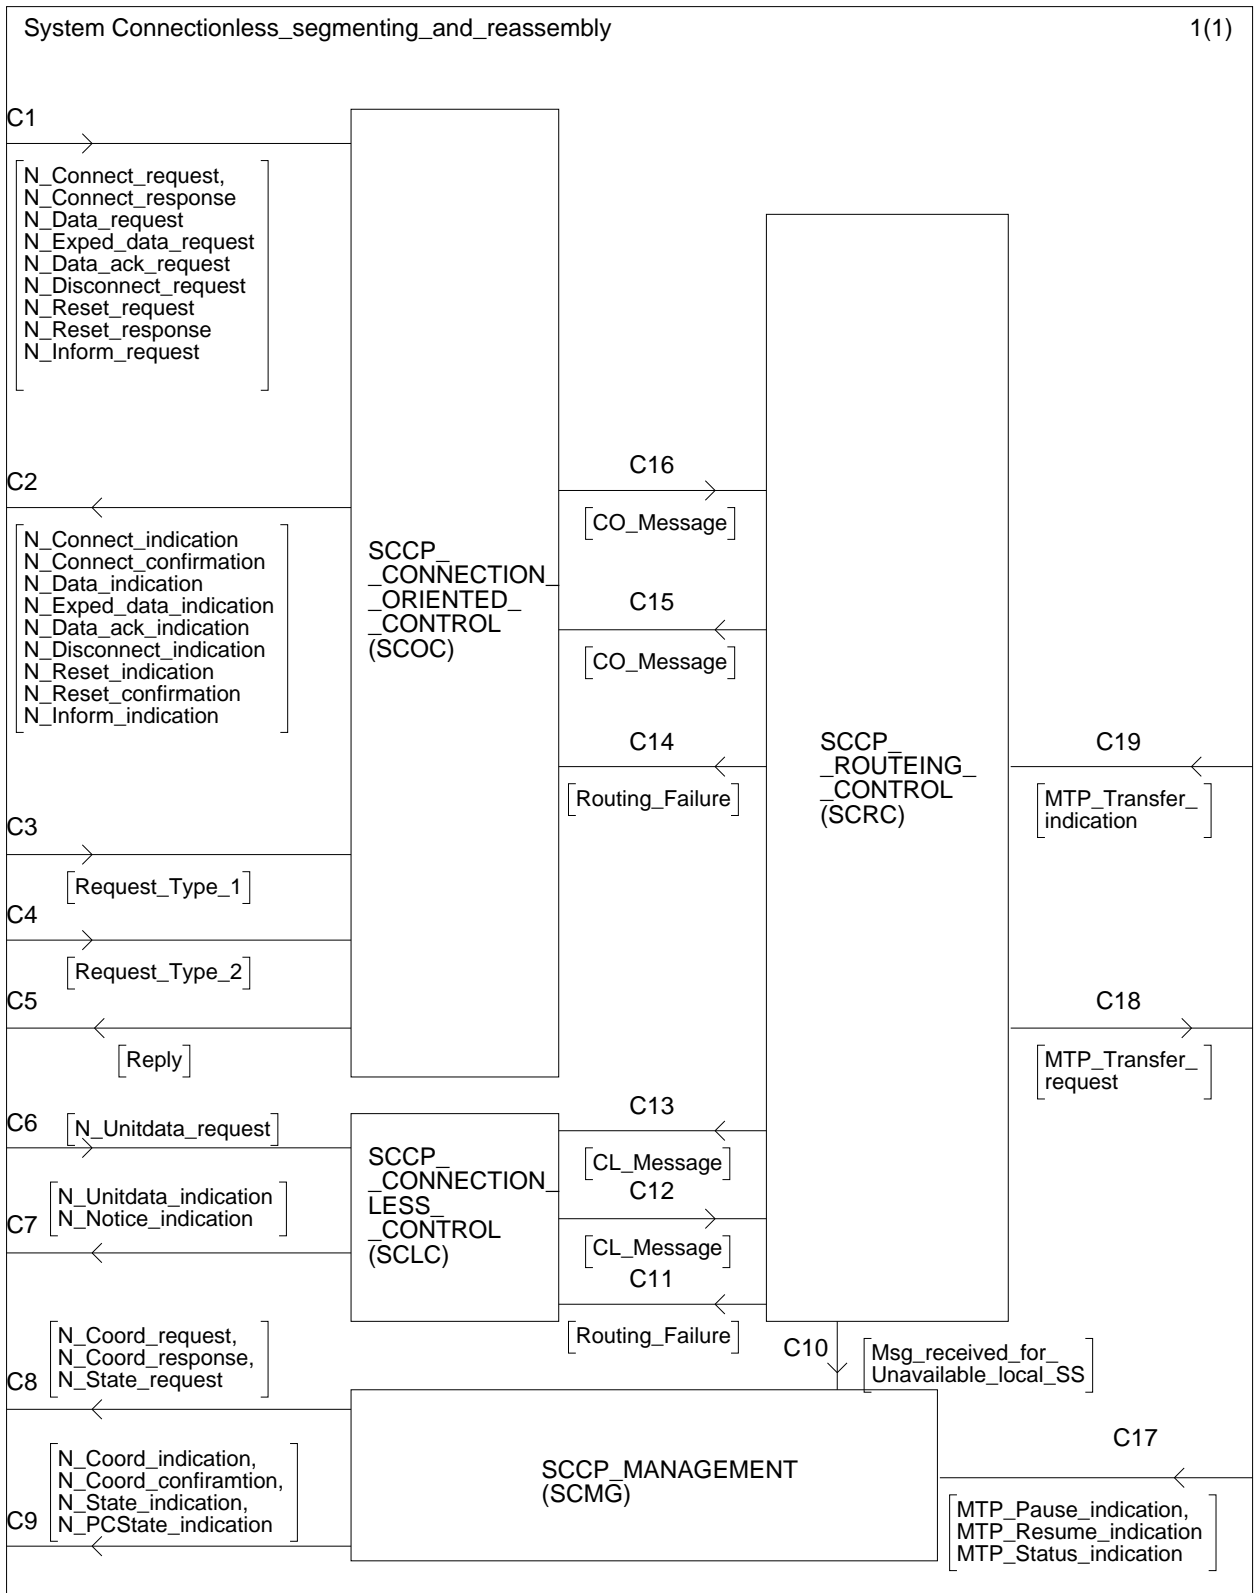 System Connectionless_segmenting_and_reassembly
1(1)
C1
N_Connect_request,
N_Connect_response
N_Data_request
N_Exped_data_request
N_Data_ack_request
N_Disconnect_request
N_Reset_request
N_Reset_response
N_Inform_request
C2
N_Connect_indication
N_Connect_confirmation
N_Data_indication
N_Exped_data_indication
N_Data_ack_indication
N_Disconnect_indication
N_Reset_indication
N_Reset_confirmation
N_Inform_indication
C3
Request_Type_1
C4
Request_Type_2
C5
Reply
SCCP_
_CONNECTION_
_ORIENTED_
_CONTROL
(SCOC)
C16
CO_Message
C15
CO_Message
C14
Routing_Failure
SCCP_
_ROUTEING_
_CONTROL
(SCRC)
C19
MTP_Transfer_
indication
C18
MTP_Transfer_
request
C6
N_Unitdata_request
C7
N_Unitdata_indication
N_Notice_indication
SCCP_
_CONNECTION_
LESS_
_CONTROL
(SCLC)
C13
CL_Message
C12
CL_Message
C11
Routing_Failure
C10
Msg_received_for_
Unavailable_local_SS
C8
N_Coord_request,
N_Coord_response,
N_State_request
C9
N_Coord_indication,
N_Coord_confiramtion,
N_State_indication,
N_PCState_indication
SCCP_MANAGEMENT
(SCMG)
C17
MTP_Pause_indication,
MTP_Resume_indication
MTP_Status_indication